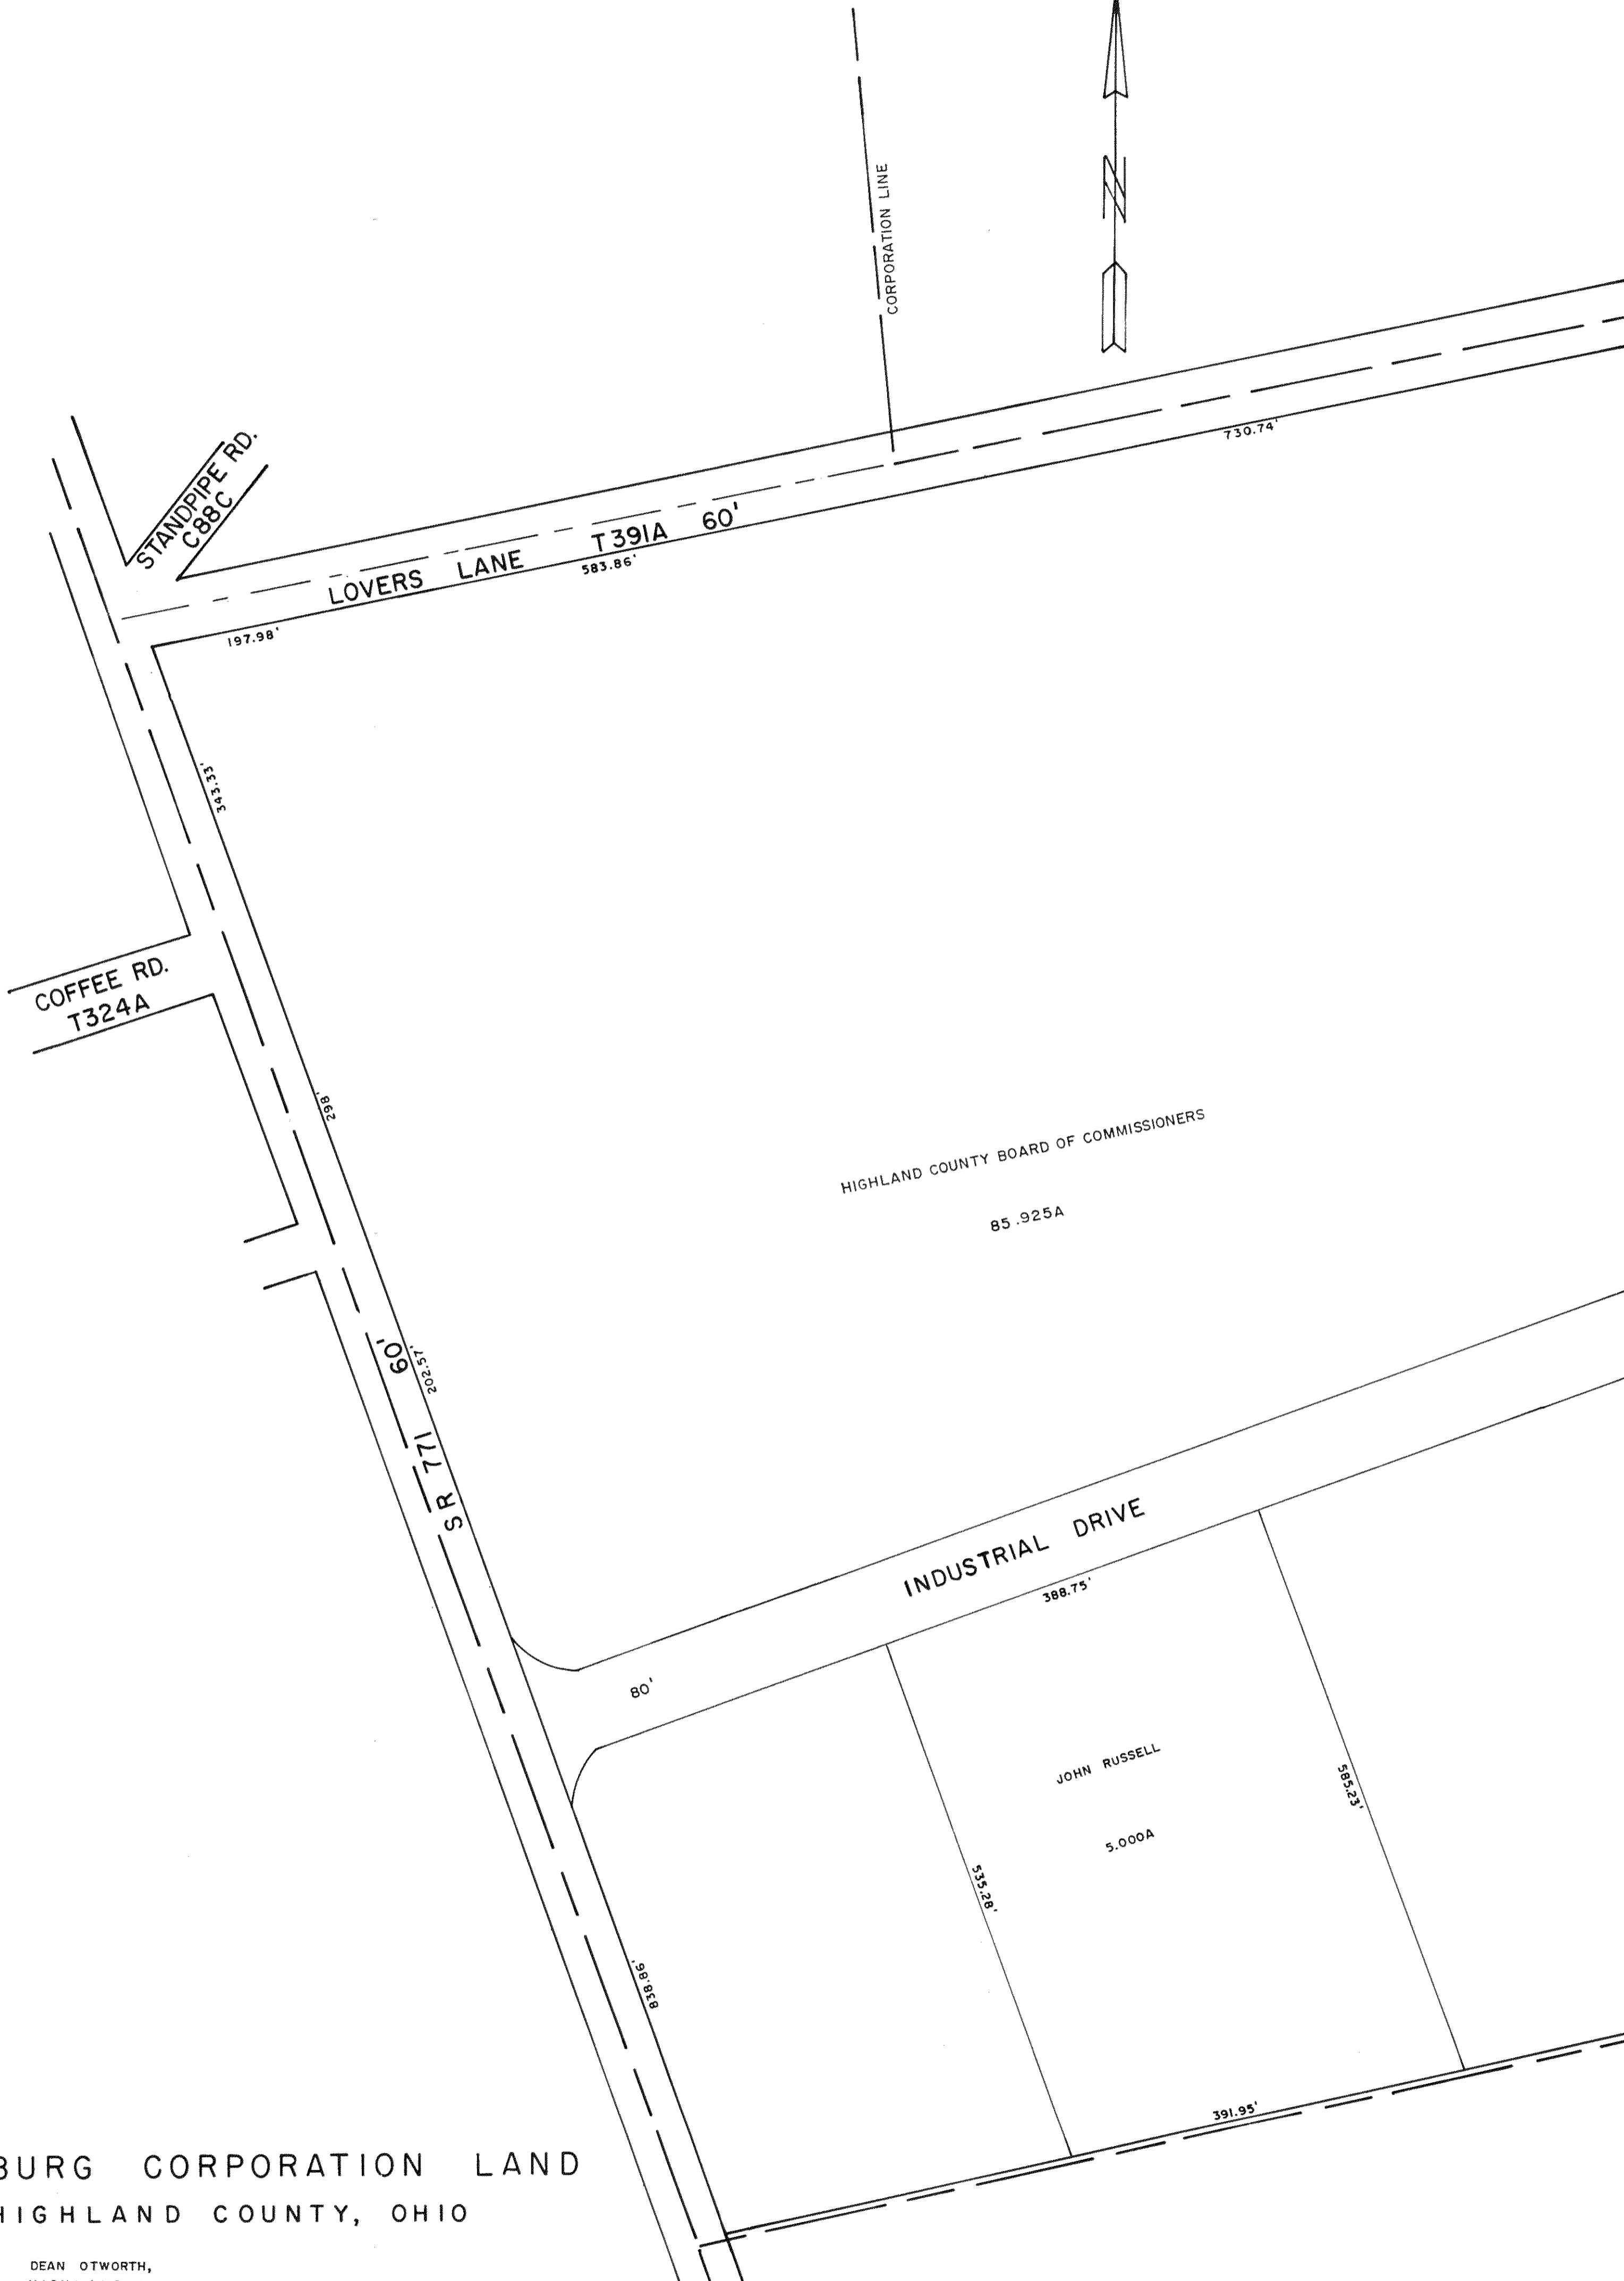 CORPORATION LINE
N
730.74'
STANDPIPE RD.
C88C
LOVERS LANE T391A 60'
583.86'
197.98'
343.33'
COFFEE RD.
T324A
298'
HIGHLAND COUNTY BOARD OF COMMISSIONERS
85.925A
60'
202.57'
SR 771
INDUSTRIAL DRIVE
388.75'
80'
JOHN RUSSELL
5.000A
585.23'
535.28'
838.86'
391.95'
BURG CORPORATION LAND
HIGHLAND COUNTY, OHIO
DEAN OTWORTH,